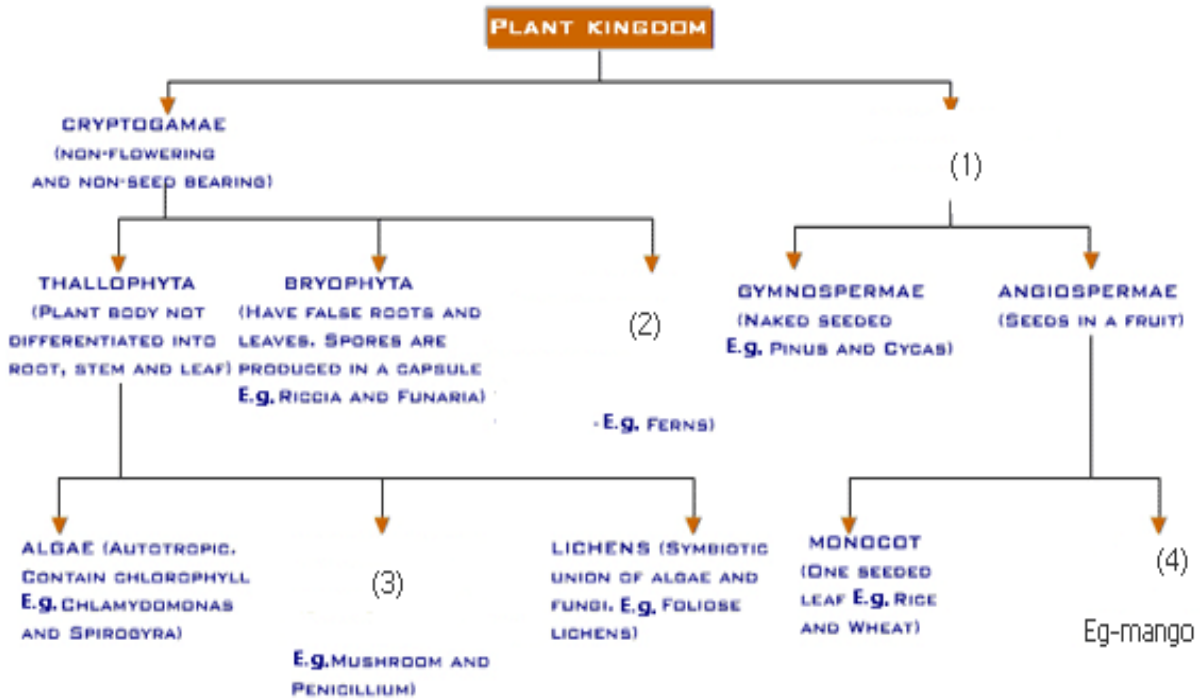 PLANT KINGDOM
CRYPTOGAMAE
(NON-FLOWERING
AND NON-SEED BEARING)
(1)
THALLOPHYTA
(PLANT BODY NOT
DIFFERENTIATED INTO
ROOT, STEM AND LEAF)
BRYOPHYTA
(HAVE FALSE ROOTS AND
LEAVES. SPORES ARE
PRODUCED IN A CAPSULE
E.g. RICCIA AND FUNARIA)
(2)
- E.g. FERNS)
GYMNOSPERMAE
(NAKED SEEDED
E.g. PINUS AND CYCAS)
ANGIOSPERMAE
(SEEDS IN A FRUIT)
ALGAE (AUTOTROPIC.
CONTAIN CHLOROPHYLL
E.g. CHLAMYDOMONAS
AND SPIROGYRA)
(3)
E.g. MUSHROOM AND
PENICILLIUM)
LICHENS (SYMBIOTIC
UNION OF ALGAE AND
FUNGI. E.g. FOLIOSE
LICHENS)
MONOCOT
(ONE SEEDED
LEAF E.g. RICE
AND WHEAT)
(4)
Eg-mango